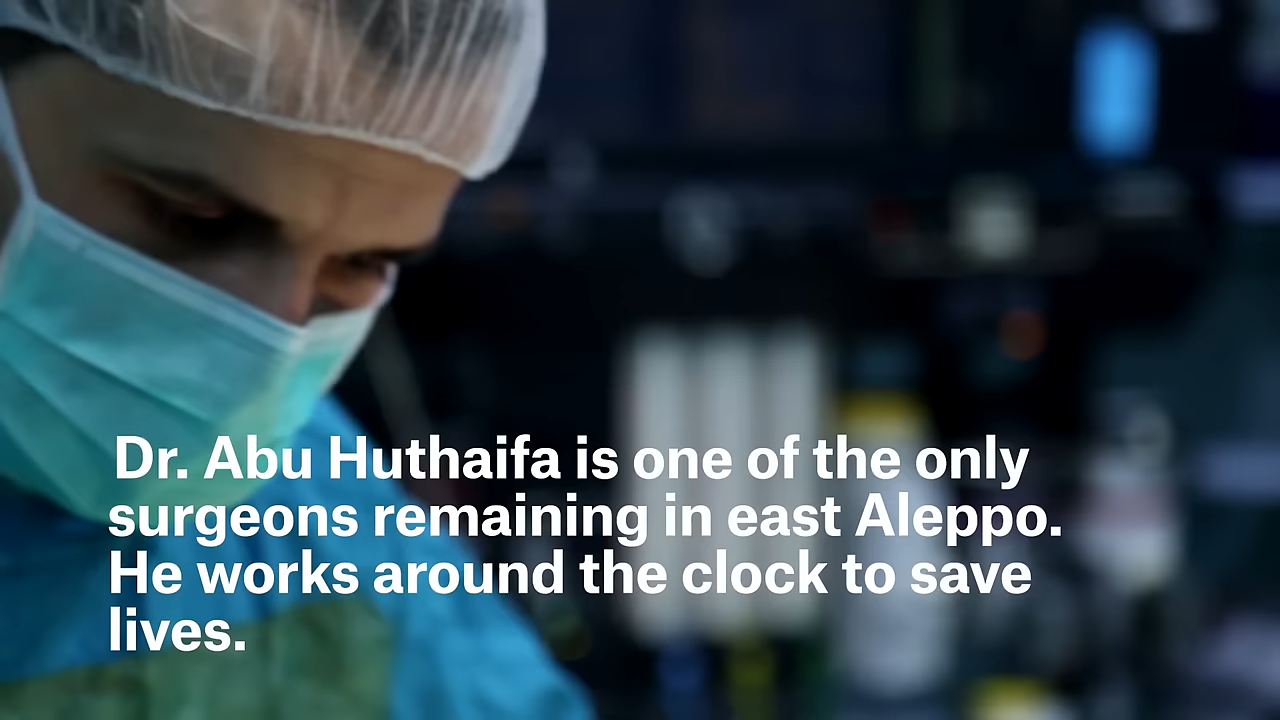 Dr. Abu Huthaifa is one of the only
surgeons remaining in east Aleppo.
He works around the clock to save
lives.